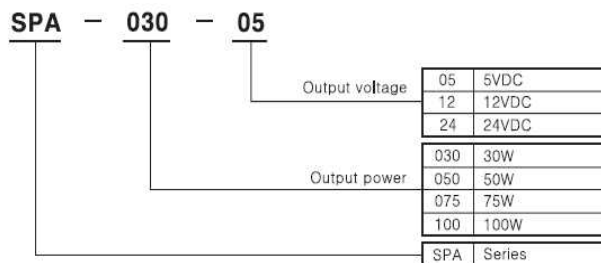 SPA - 030 - 05
Output voltage
05 5VDC
12 12VDC
24 24VDC
Output power
030 30W
050 50W
075 75W
100 100W
SPA Series